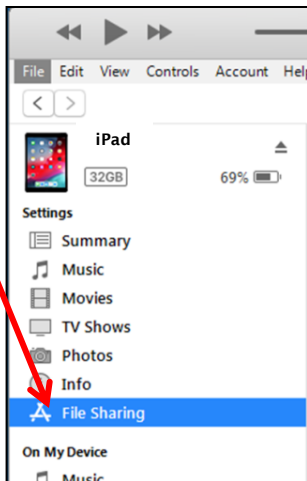 File Edit View Controls Account Help
iPad
32GB 69%
Settings
Summary
Music
Movies
TV Shows
Photos
Info
File Sharing
On My Device
Music